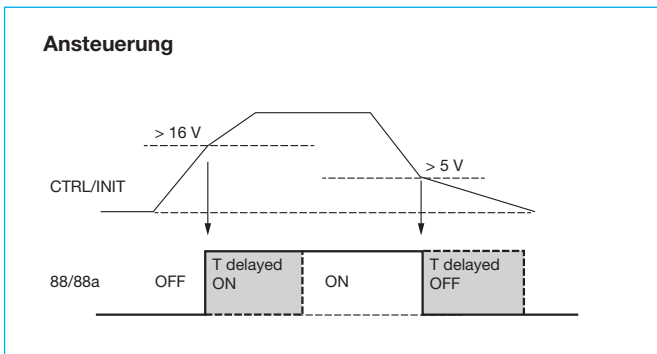 Ansteuerung
> 16 V
> 5 V
CTRL/INIT
88/88a OFF T delayed ON ON T delayed OFF